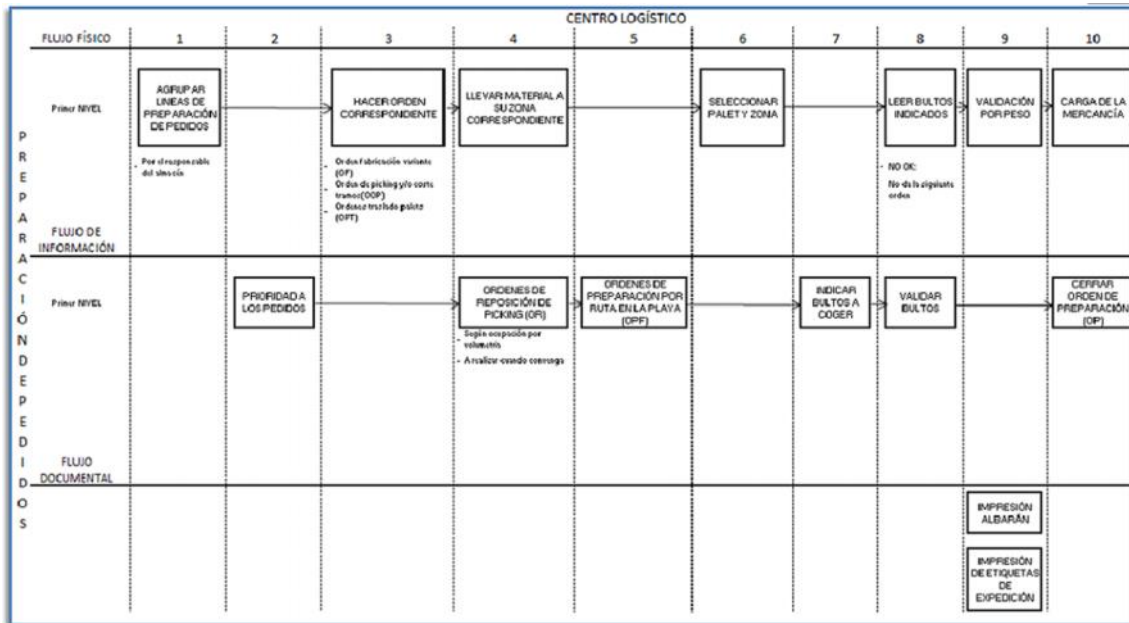 CENTRO LOGÍSTICO
FLUJO FÍSICO 1 2 3 4 5 6 7 8 9 10
PREPARACIÓN DE PEDIDOS
Primer NIVEL
AGRUPAR
LINEAS DE
PREPARACIÓN
DE PEDIDOS
- Por el responsable
del almacén
HACER ORDEN
CORRESPONDIENTE
- Orden fabricación variante
(OF)
- Orden de picking y/o corte
tramos(OOP)
- Ordenes traslado palets
(OPT)
LLEVAR MATERIAL A
SU ZONA
CORRESPONDIENTE
SELECCIONAR
PALET Y ZONA
LEER BULTOS
INDICADOS
- NO OK:
No da la siguiente
orden
VALIDACIÓN
POR PESO
CARGA DE LA
MERCANCÍA
FLUJO DE
INFORMACIÓN
Primer NIVEL
PRIORIDAD A
LOS PEDIDOS
ORDENES DE
REPOSICIÓN DE
PICKING (OR)
- Según ocupación por
volumetría
- A realizar cuando convenga
ORDENES DE
PREPARACIÓN POR
RUTA EN LA PLAYA
(OPF)
INDICAR
BULTOS A
COGER
VALIDAR
BULTOS
CERRAR
ORDEN DE
PREPARACIÓN
(OP)
FLUJO
DOCUMENTAL
IMPRESIÓN
ALBARÁN
IMPRESIÓN
DE ETIQUETAS
DE
EXPEDICIÓN